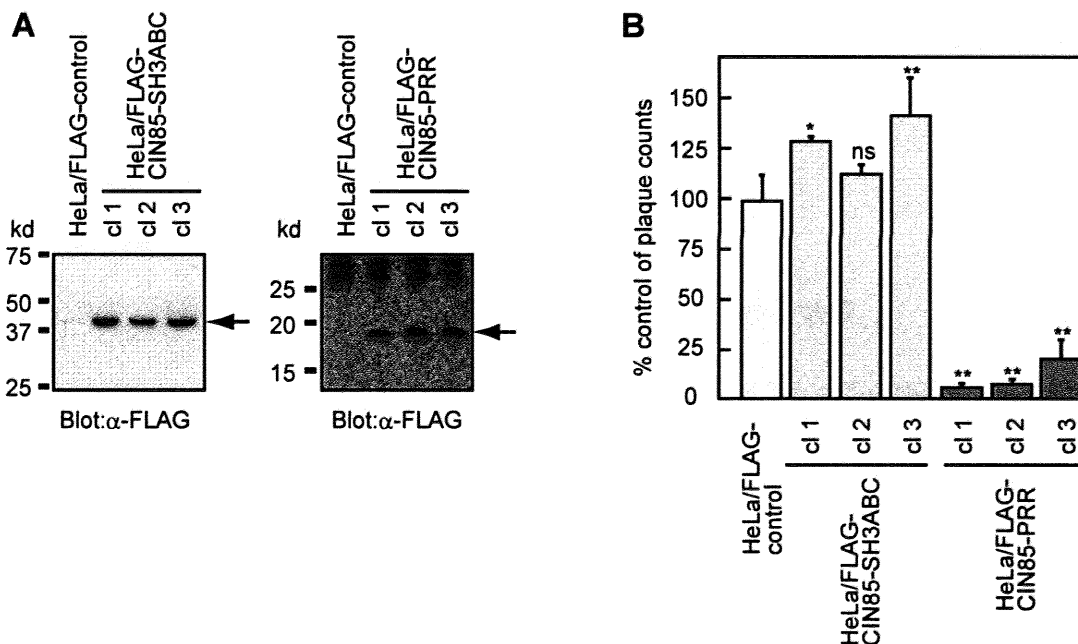 A
HeLa/FLAG-control
HeLa/FLAG-
CIN85-SH3ABC
cl 1
cl 2
cl 3
kd
75
50
37
25
Blot:α-FLAG
HeLa/FLAG-control
HeLa/FLAG-
CIN85-PRR
cl 1
cl 2
cl 3
kd
25
20
15
Blot:α-FLAG
B
% control of plaque counts
150
125
100
75
50
25
0
*
ns
**
**
**
**
HeLa/FLAG-
control
cl 1
cl 2
cl 3
HeLa/FLAG-
CIN85-SH3ABC
cl 1
cl 2
cl 3
HeLa/FLAG-
CIN85-PRR